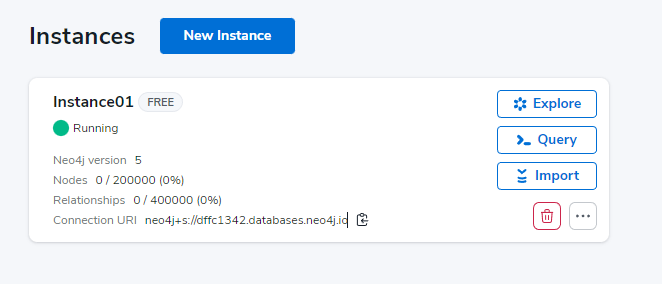 Instances New Instance
Instance01 FREE
Explore
Running
Query
Neo4j version 5
Import
Nodes 0 / 200000 (0%)
Relationships 0 / 400000 (0%)
Connection URI neo4j+s://dffc1342.databases.neo4j.io